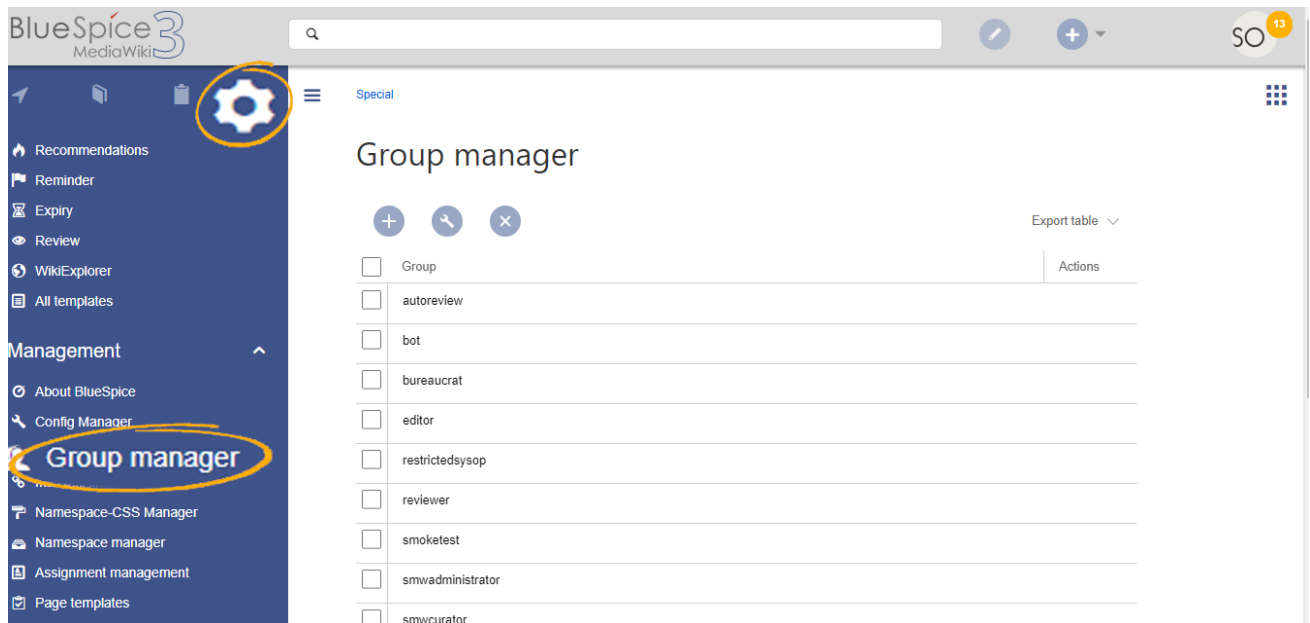 BlueSpice 3
MediaWiki
SO
13
Recommendations
Reminder
Expiry
Review
WikiExplorer
All templates
Management
About BlueSpice
Config Manager
Group manager
Namespace-CSS Manager
Namespace manager
Assignment management
Page templates
Special
Group manager
Export table
Group
Actions
autoreview
bot
bureaucrat
editor
restrictedsysop
reviewer
smoketest
smwadministrator
smwcurator